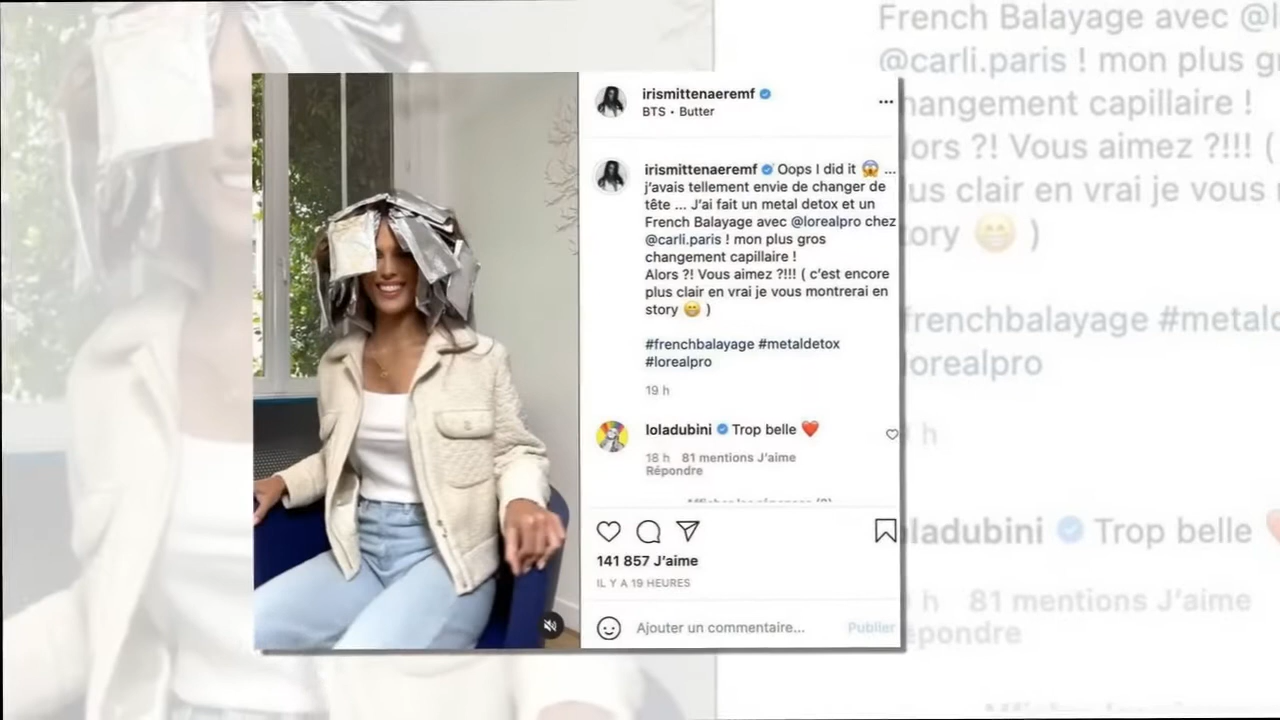 irismittenaeremf
BTS • Butter
irismittenaeremf Oops I did it 😱 ...
j'avais tellement envie de changer de
tête ... J'ai fait un metal detox et un
French Balayage avec @lorealpro chez
@carli.paris ! mon plus gros
changement capillaire !
Alors ?! Vous aimez ?!!! ( c'est encore
plus clair en vrai je vous montrerai en
story 😁 )
#frenchbalayage #metaldetox
#lorealpro
19 h
loladubini Trop belle ❤️
18 h 81 mentions J'aime
Répondre
141 857 J'aime
IL Y A 19 HEURES
Ajouter un commentaire...
Publier
French Balayage avec @l
@carli.paris ! mon plus gr
hangement capillaire !
lors ?! Vous aimez ?!!! (
lus clair en vrai je vous
tory 😁 )
frenchbalayage #metald
lorealpro
h
ladubini Trop belle
h 81 mentions J'aime
épondre